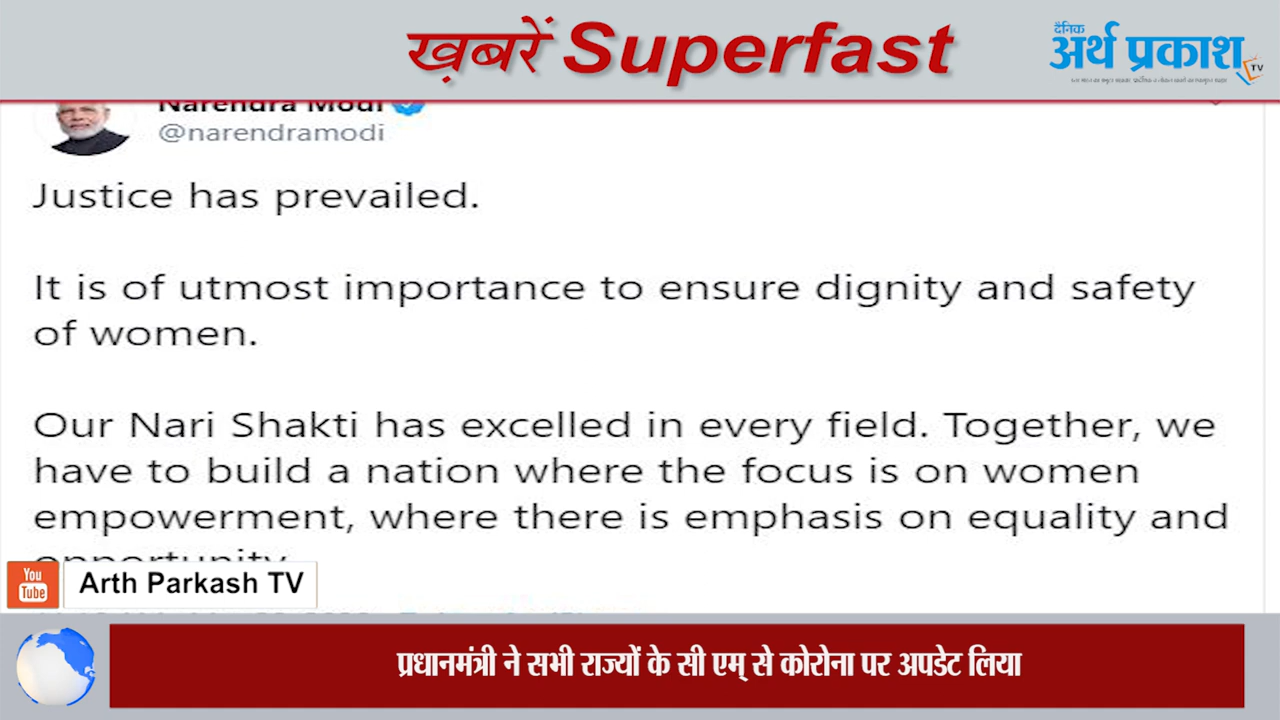 ख़बरें Superfast
दैनिक
अर्थ प्रकाश
TV
Narendra Modi
@narendramodi
Justice has prevailed.
It is of utmost importance to ensure dignity and safety
of women.
Our Nari Shakti has excelled in every field. Together, we
have to build a nation where the focus is on women
empowerment, where there is emphasis on equality and
opportunity.
You
Tube
Arth Parkash TV
प्रधानमंत्री ने सभी राज्यों के सी एम् से कोरोना पर अपडेट लिया